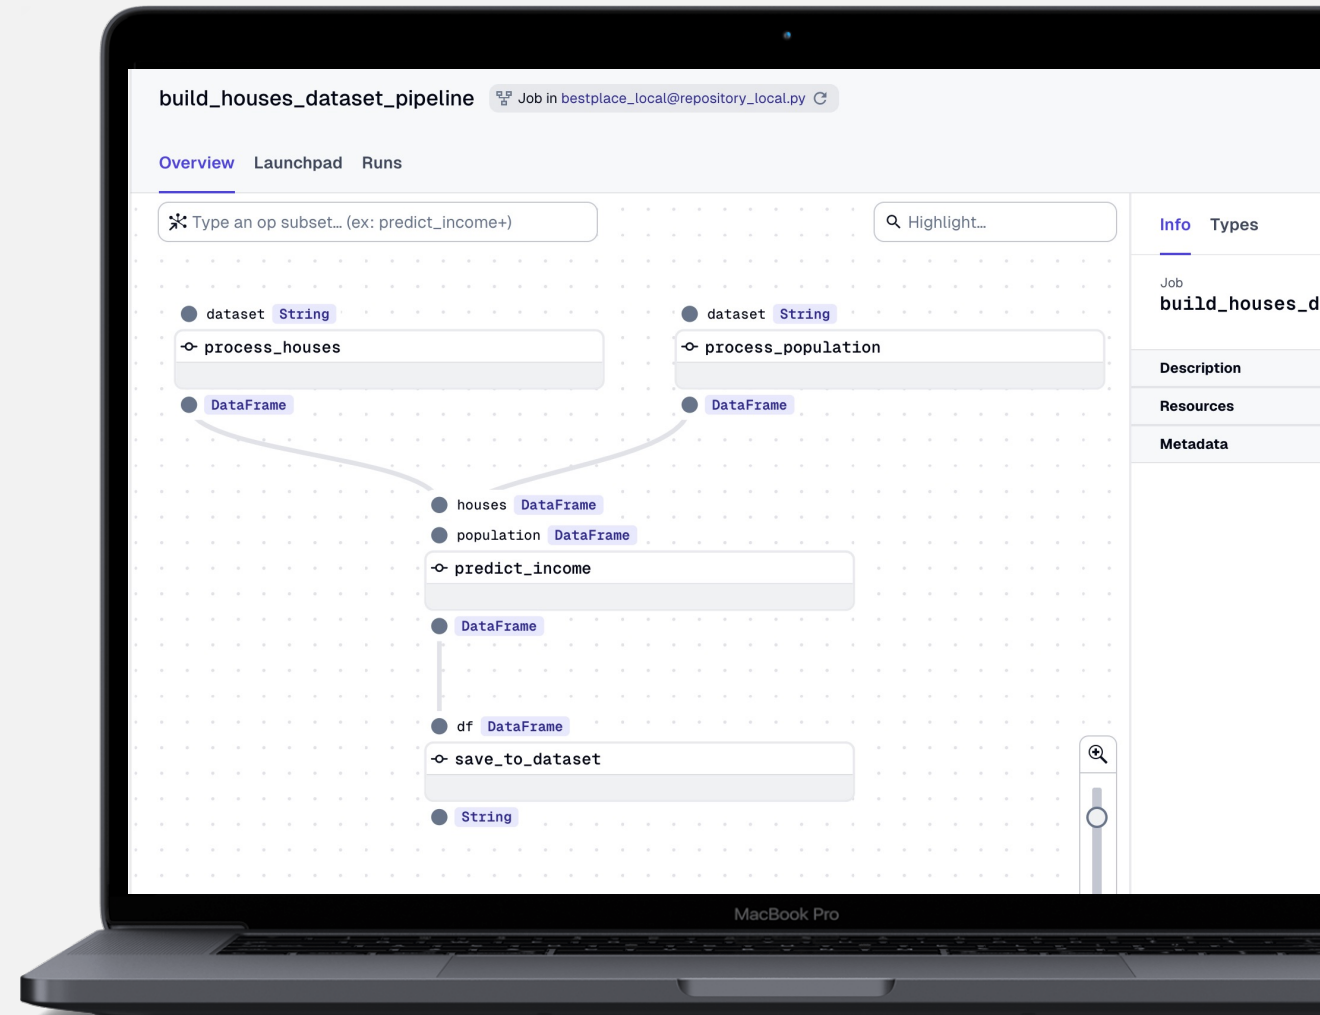 build_houses_dataset_pipeline
Job in bestplace_local@repository_local.py
Overview Launchpad Runs
Type an op subset... (ex: predict_income+)
Highlight...
Info Types
Job
build_houses_d
Description
Resources
Metadata
dataset String
process_houses
DataFrame
dataset String
process_population
DataFrame
houses DataFrame
population DataFrame
predict_income
DataFrame
df DataFrame
save_to_dataset
String
MacBook Pro